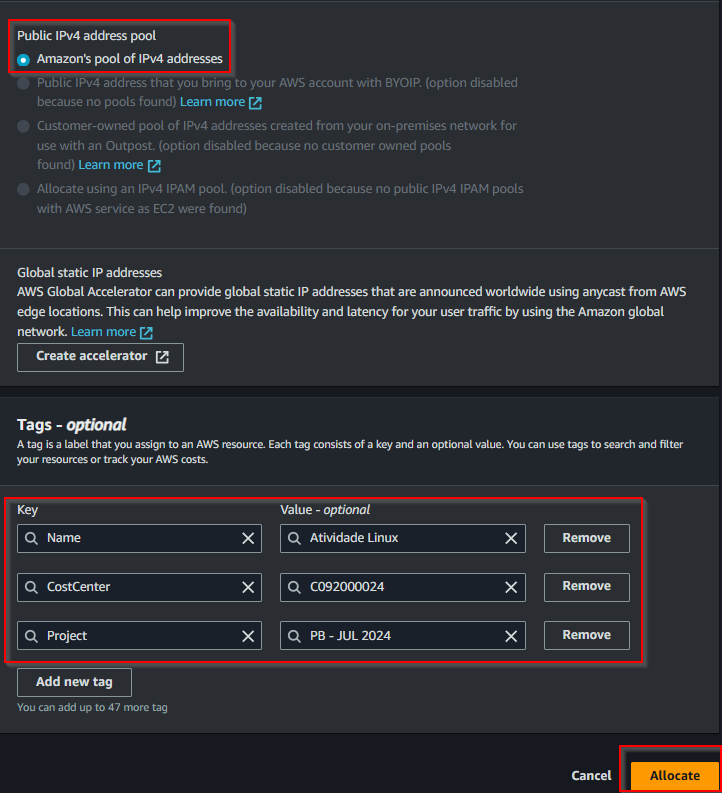 Public IPv4 address pool
Amazon's pool of IPv4 addresses
Public IPv4 address that you bring to your AWS account with BYOIP. (option disabled
because no pools found) Learn more
Customer-owned pool of IPv4 addresses created from your on-premises network for
use with an Outpost. (option disabled because no customer owned pools
found) Learn more
Allocate using an IPv4 IPAM pool. (option disabled because no public IPv4 IPAM pools
with AWS service as EC2 were found)
Global static IP addresses
AWS Global Accelerator can provide global static IP addresses that are announced worldwide using anycast from AWS
edge locations. This can help improve the availability and latency for your user traffic by using the Amazon global
network. Learn more
Create accelerator
Tags - optional
A tag is a label that you assign to an AWS resource. Each tag consists of a key and an optional value. You can use tags to search and filter
your resources or track your AWS costs.
Key Value - optional
Name Atividade Linux Remove
CostCenter C092000024 Remove
Project PB - JUL 2024 Remove
Add new tag
You can add up to 47 more tag
Cancel Allocate